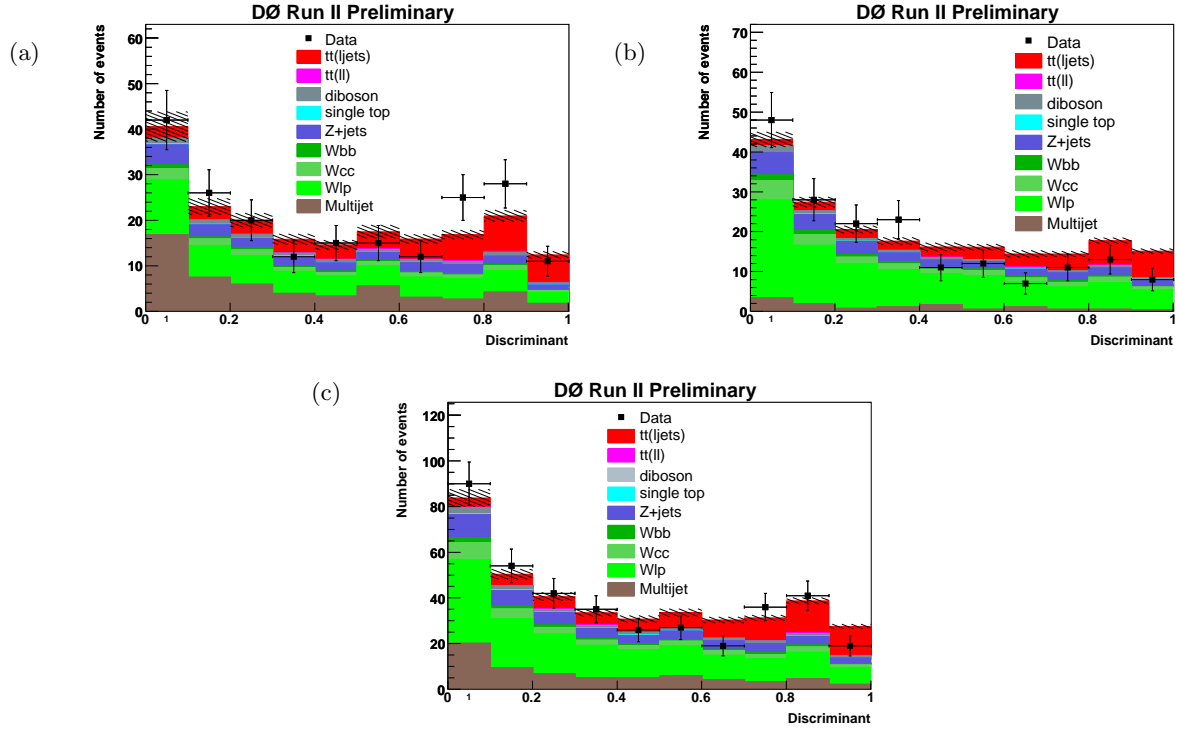 (a)
DØ Run II Preliminary
Number of events
60
50
40
30
20
10
0
Data
tt(ljets)
tt(ll)
diboson
single top
Z+jets
Wbb
Wcc
Wlp
Multijet
0 1 0.2 0.4 0.6 0.8 1
Discriminant
(b)
DØ Run II Preliminary
Number of events
70
60
50
40
30
20
10
0
Data
tt(ljets)
tt(ll)
diboson
single top
Z+jets
Wbb
Wcc
Wlp
Multijet
0 1 0.2 0.4 0.6 0.8 1
Discriminant
(c)
DØ Run II Preliminary
Number of events
120
100
80
60
40
20
0
Data
tt(ljets)
tt(ll)
diboson
single top
Z+jets
Wbb
Wcc
Wlp
Multijet
0 1 0.2 0.4 0.6 0.8 1
Discriminant